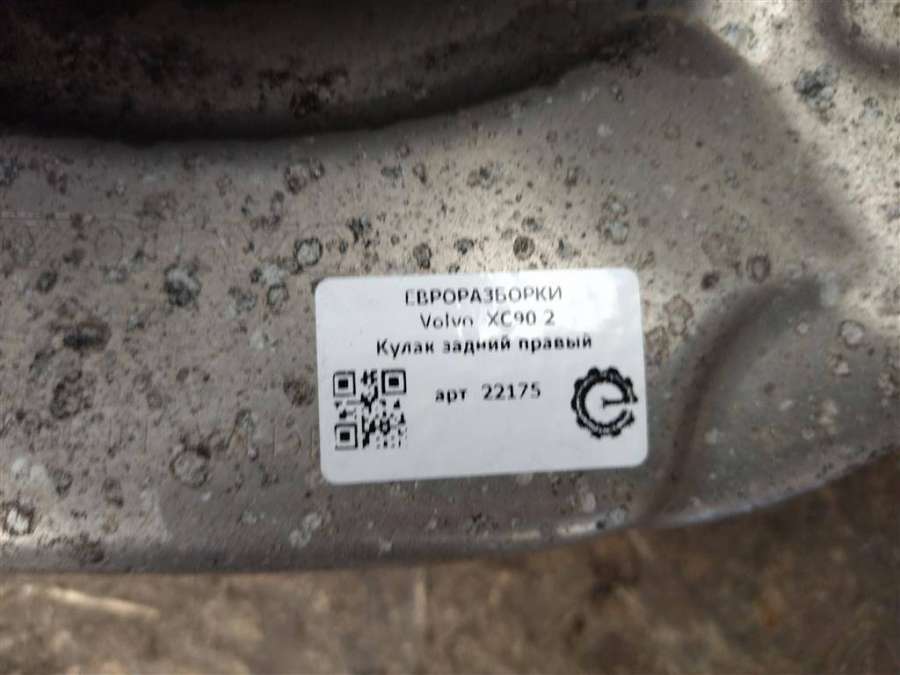 ЕВРОРАЗБОРКИ
Volvo XC90 2
Кулак задний правый
арт 22175